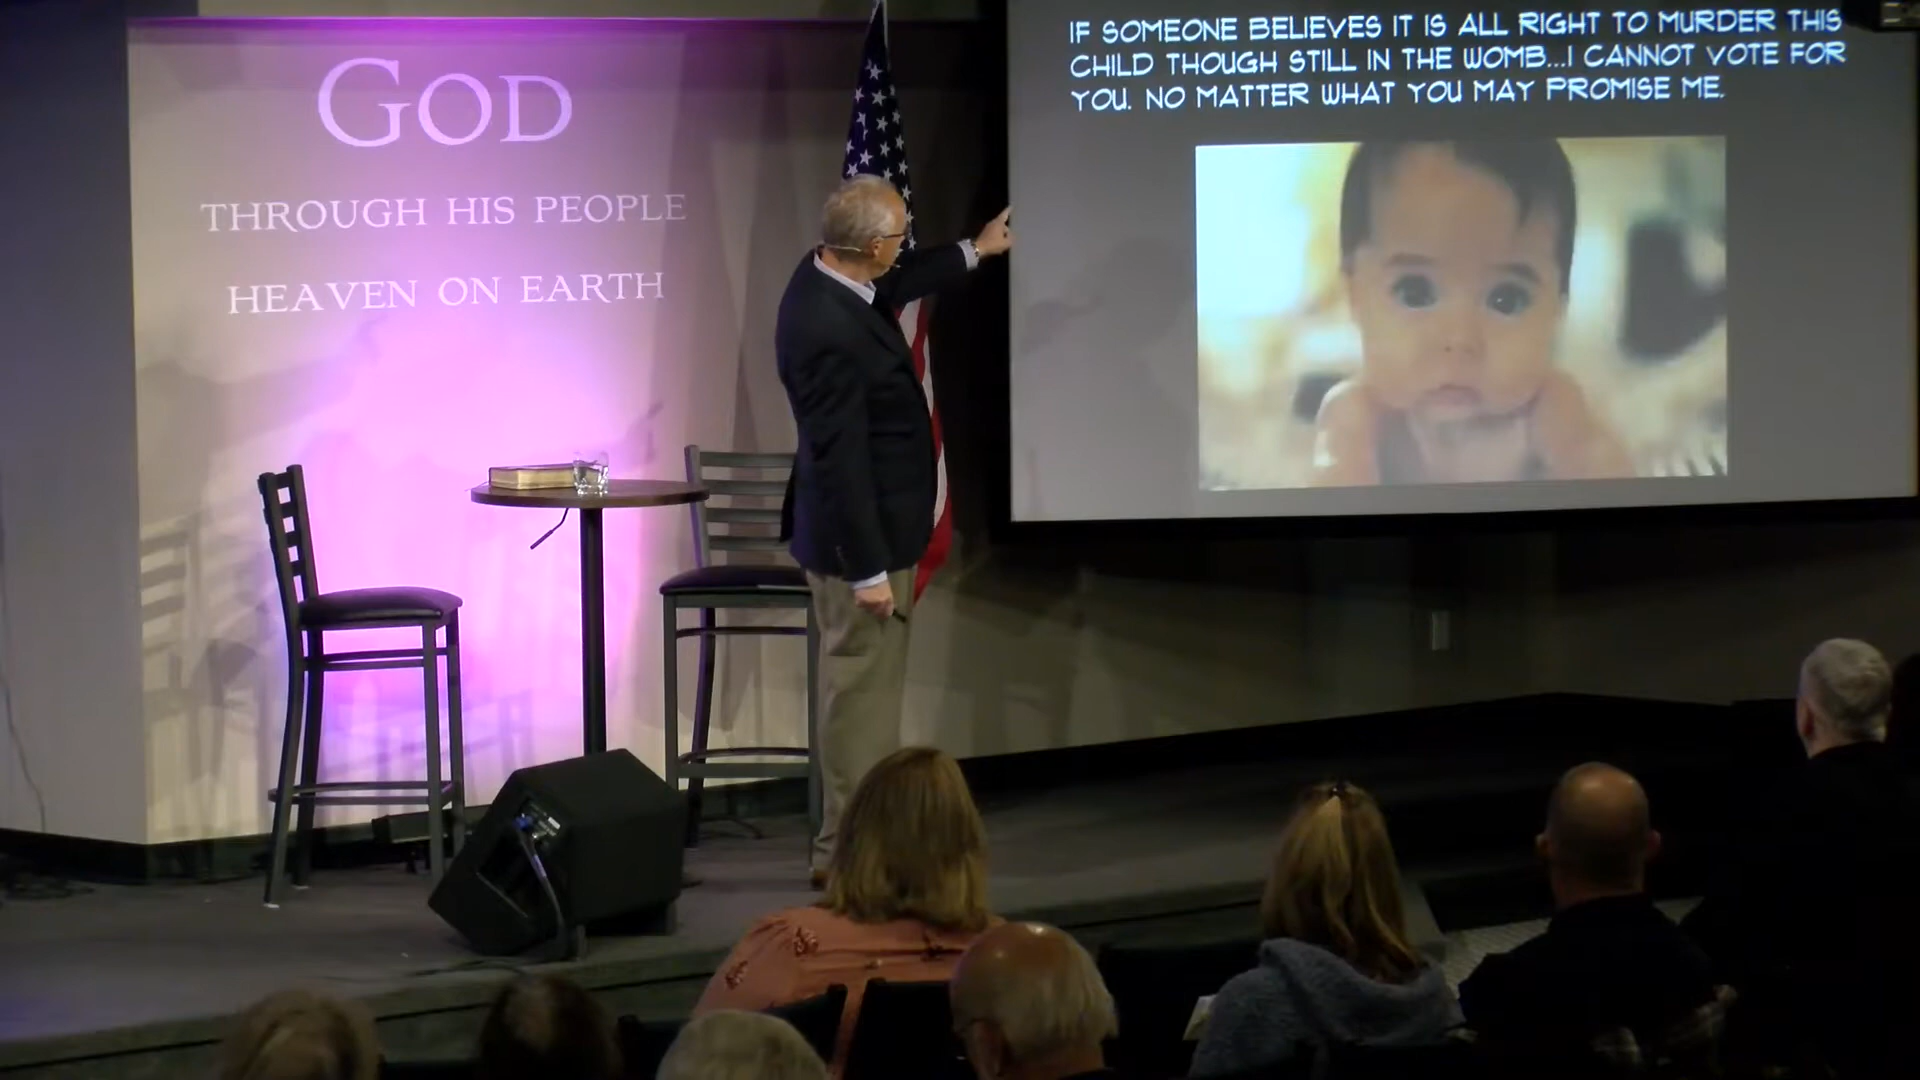 GOD
THROUGH HIS PEOPLE
HEAVEN ON EARTH
IF SOMEONE BELIEVES IT IS ALL RIGHT TO MURDER THIS
CHILD THOUGH STILL IN THE WOMB...I CANNOT VOTE FOR
YOU. NO MATTER WHAT YOU MAY PROMISE ME.